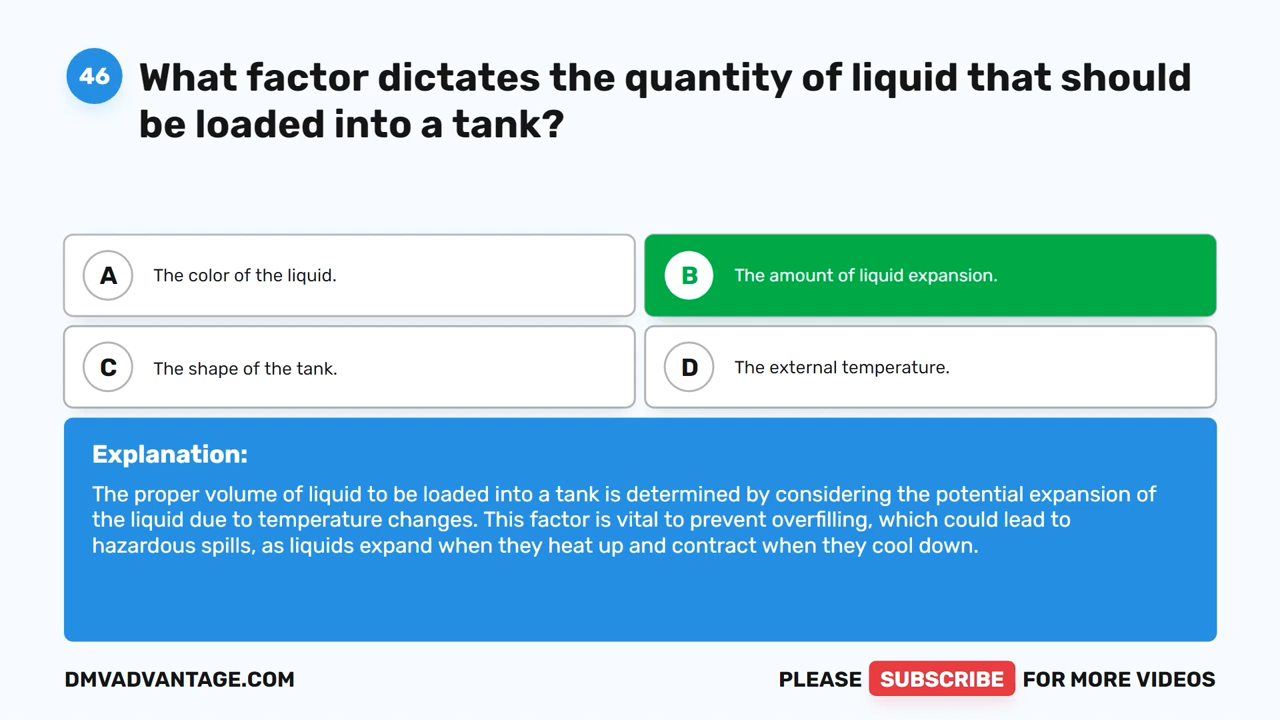 46
What factor dictates the quantity of liquid that should
be loaded into a tank?
A
The color of the liquid.
B
The amount of liquid expansion.
C
The shape of the tank.
D
The external temperature.
Explanation:
The proper volume of liquid to be loaded into a tank is determined by considering the potential expansion of
the liquid due to temperature changes. This factor is vital to prevent overfilling, which could lead to
hazardous spills, as liquids expand when they heat up and contract when they cool down.
DMVADVANTAGE.COM
PLEASE SUBSCRIBE FOR MORE VIDEOS